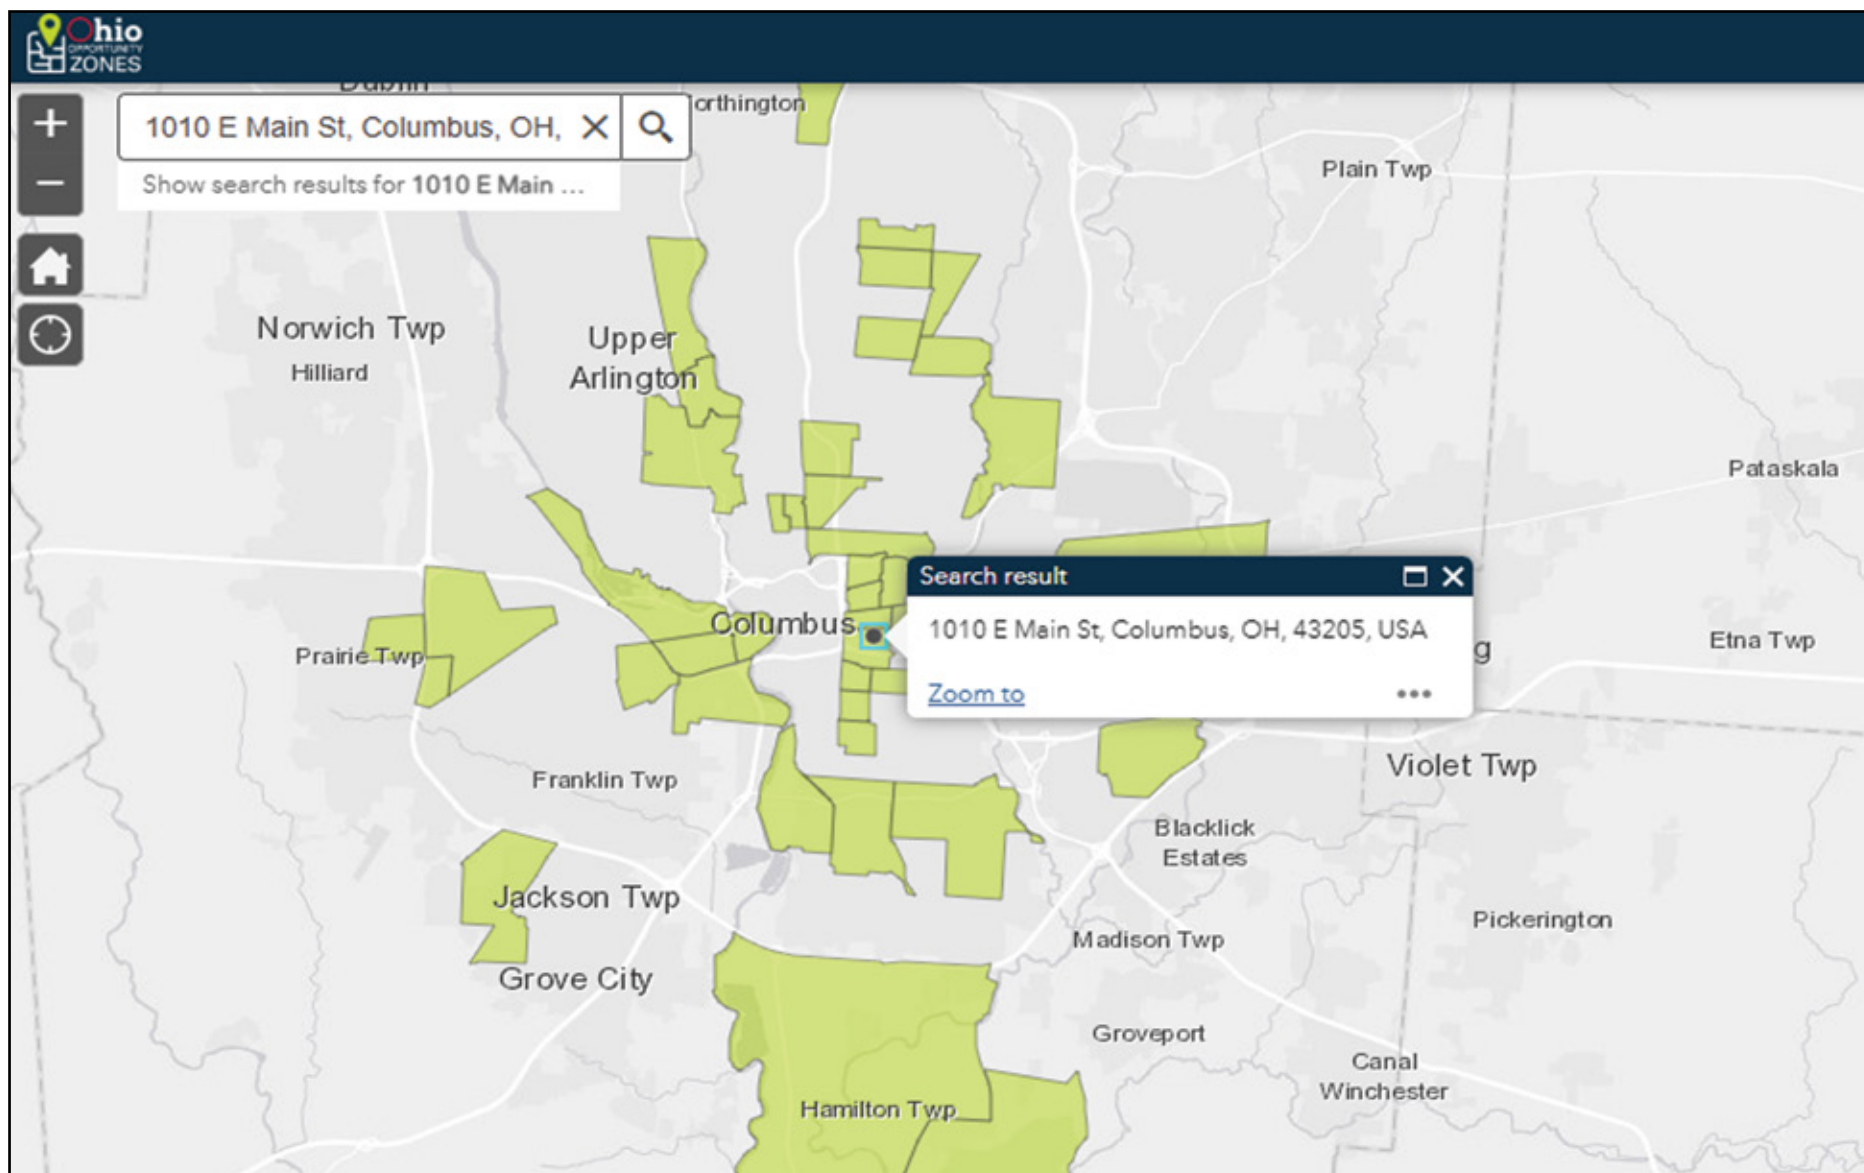 Ohio
OPPORTUNITY
ZONES
Dublin
+
1010 E Main St, Columbus, OH,
orthington
Show search results for 1010 E Main ...
−
Plain Twp
Norwich Twp
Hilliard
Upper
Arlington
Pataskala
Search result
1010 E Main St, Columbus, OH, 43205, USA
Zoom to
Columbus
g
Etna Twp
Prairie Twp
Franklin Twp
Violet Twp
Blacklick
Estates
Jackson Twp
Pickerington
Madison Twp
Grove City
Groveport
Canal
Winchester
Hamilton Twp